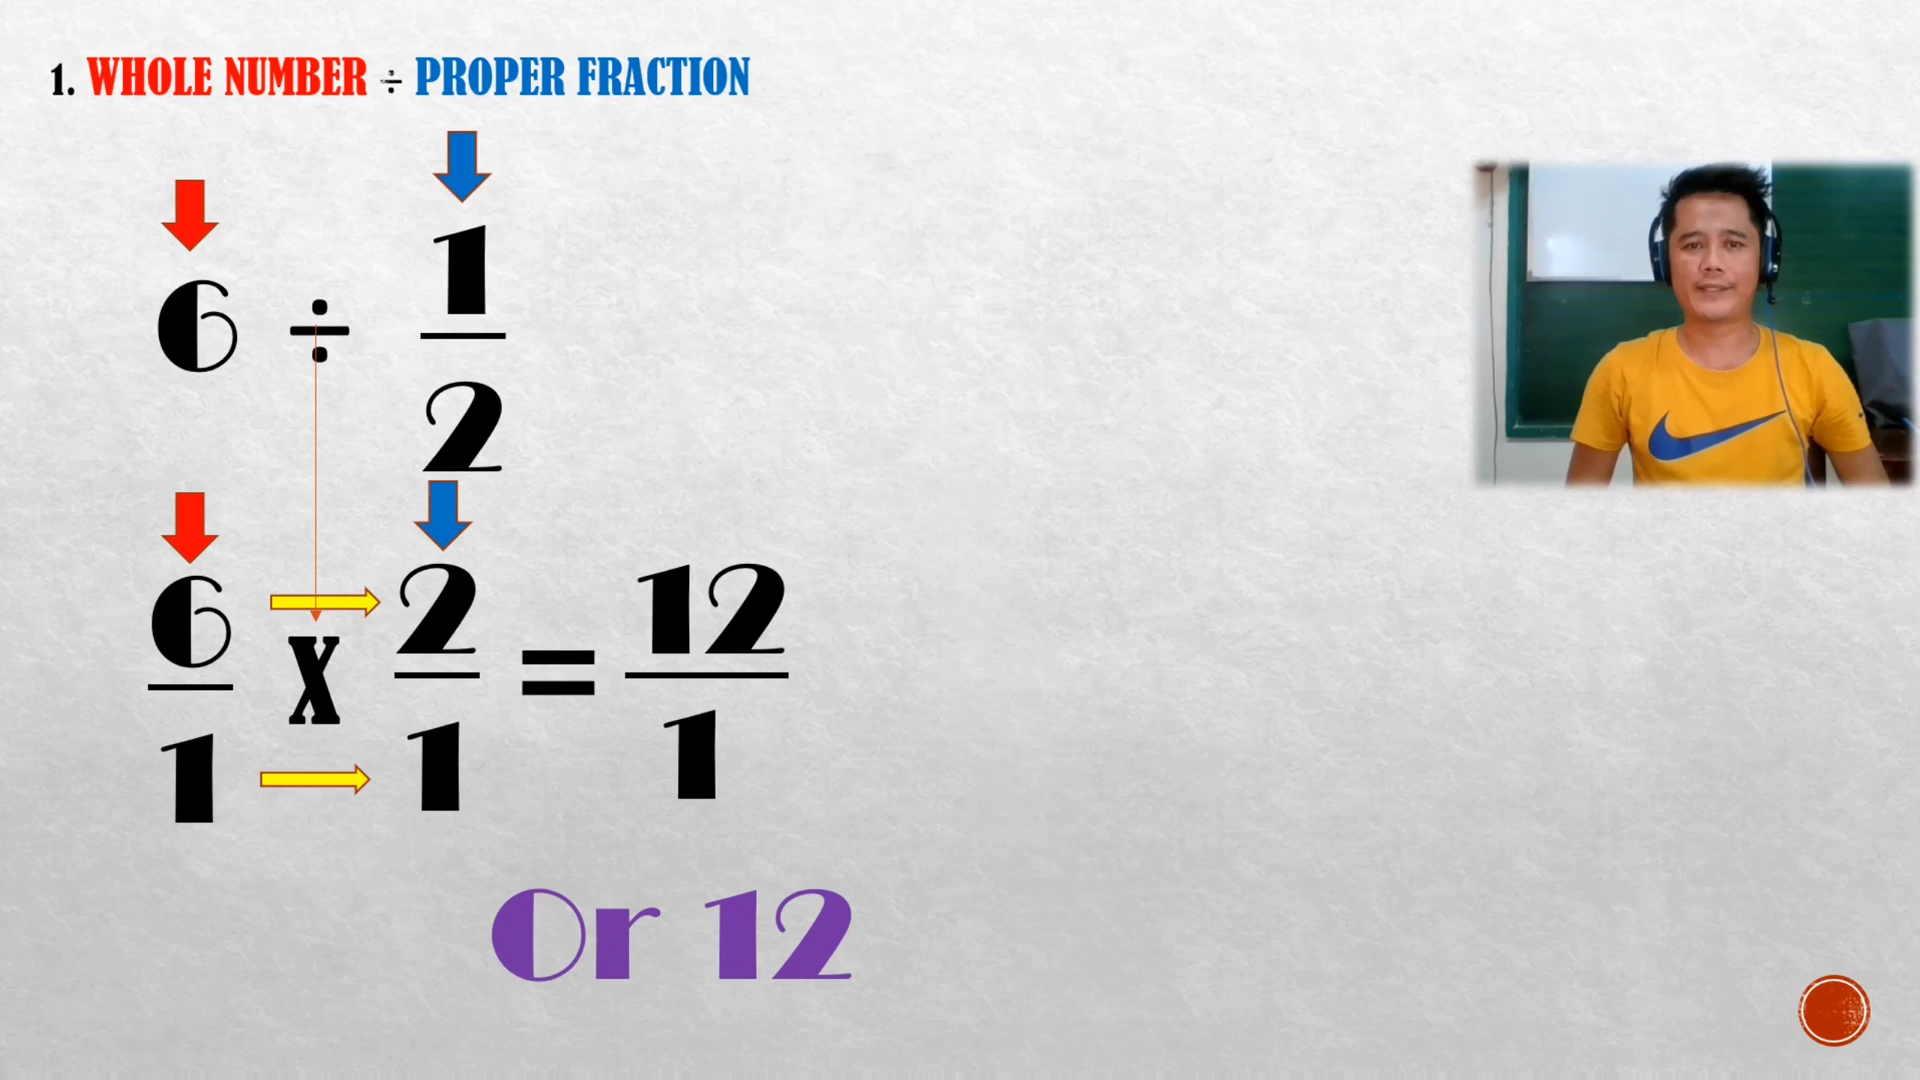 1. WHOLE NUMBER ÷ PROPER FRACTION
6 ÷ 1/2
6/1 X 2/1 = 12/1
Or 12